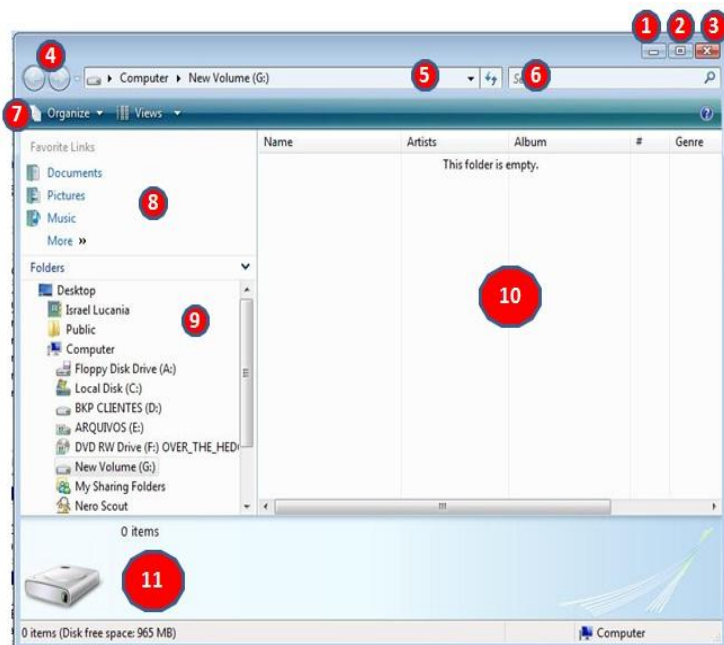 1 2 3
4
Computer New Volume (G:) 5 6
7 Organize Views
Favorite Links
Documents
Pictures
Music
More »
8
Folders
Desktop
Israel Lucania
Public
Computer
Floppy Disk Drive (A:)
Local Disk (C:)
BKP CLIENTES (D:)
ARQUIVOS (E:)
DVD RW Drive (F:) OVER_THE_HED
New Volume (G:)
My Sharing Folders
Nero Scout
9
Name Artists Album # Genre
This folder is empty.
10
0 items
11
0 items (Disk free space: 965 MB) Computer